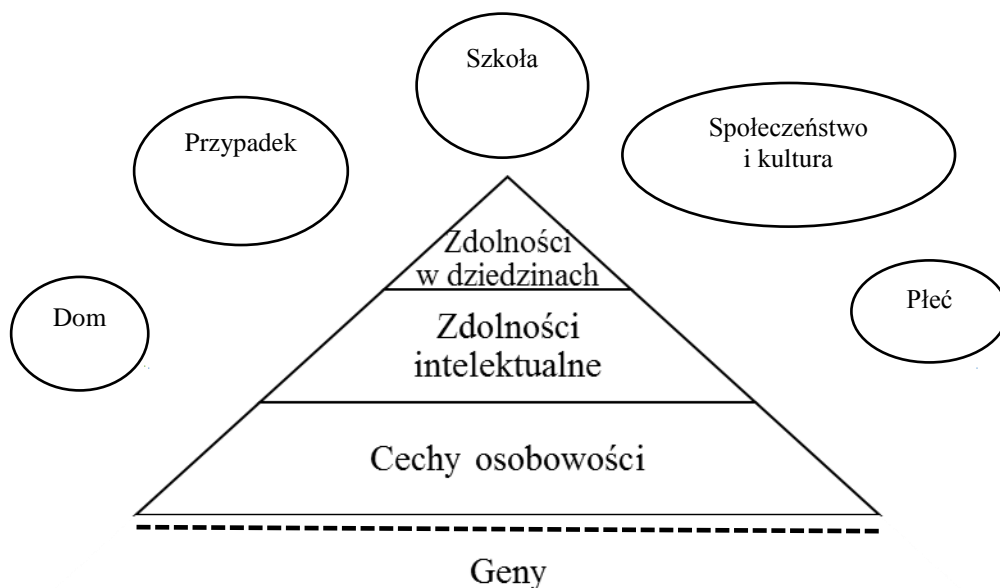 Szkoła
Przypadek
Społeczeństwo
i kultura
Dom
Płeć
Zdolności
w dziedzinach
Zdolności
intelektualne
Cechy osobowości
Geny